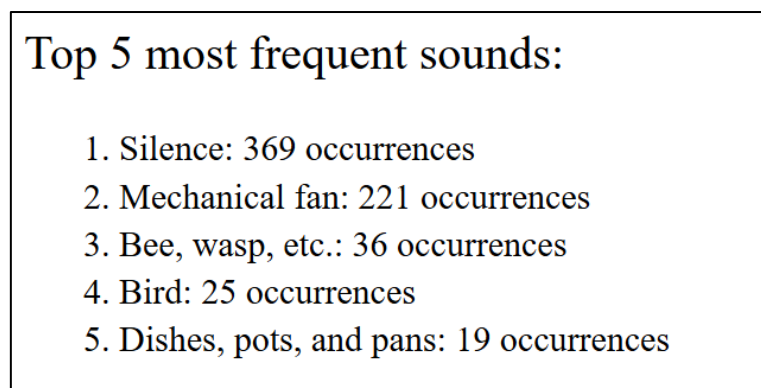 Top 5 most frequent sounds:
1. Silence: 369 occurrences
2. Mechanical fan: 221 occurrences
3. Bee, wasp, etc.: 36 occurrences
4. Bird: 25 occurrences
5. Dishes, pots, and pans: 19 occurrences